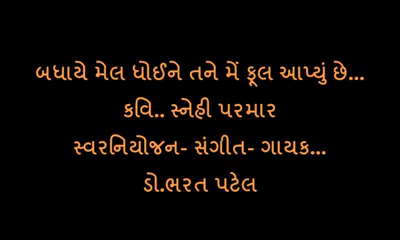 બધાયે મેલ ધોઈને તને મેં ફૂલ આપ્યું છે...
કવિ.. સ્નેહી પરમાર
સ્વરનિયોજન- સંગીત- ગાયક...
ડો.ભરત પટેલ